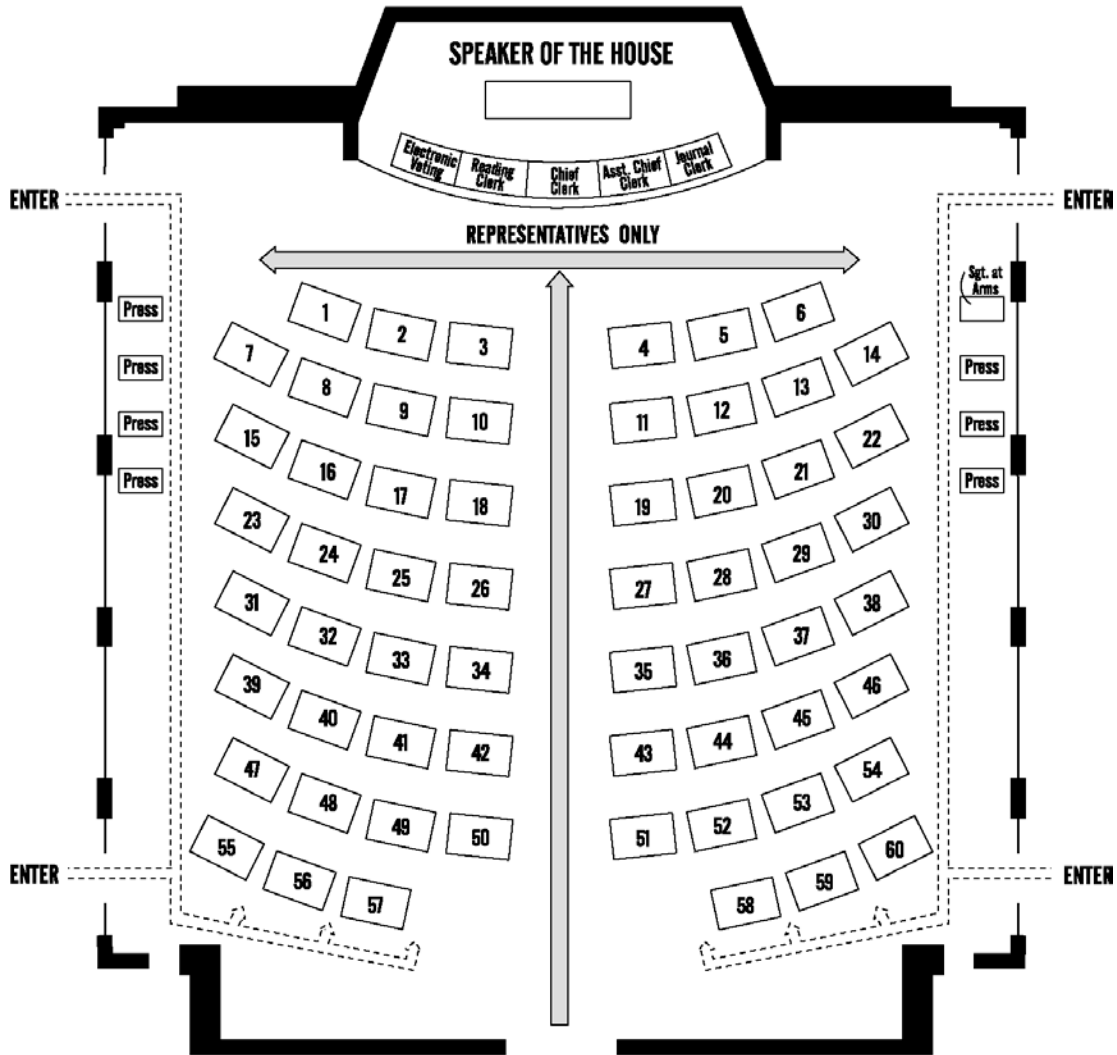 SPEAKER OF THE HOUSE
Electronic
Voting
Reading
Clerk
Chief
Clerk
Asst. Chief
Clerk
Journal
Clerk
ENTER
ENTER
REPRESENTATIVES ONLY
Sgt. at
Arms
Press
1
2
3
4
5
6
Press
7
8
9
10
11
12
13
14
Press
Press
15
16
17
18
19
20
21
22
Press
Press
Press
23
24
25
26
27
28
29
30
31
32
33
34
35
36
37
38
39
40
41
42
43
44
45
46
47
48
49
50
51
52
53
54
55
56
57
58
59
60
ENTER
ENTER